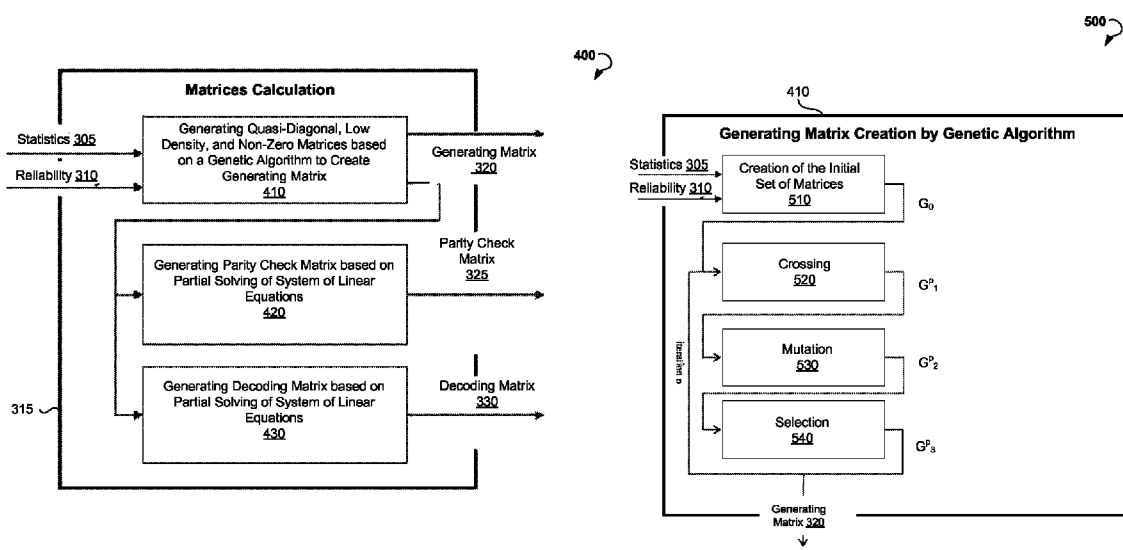 400
Matrices Calculation
Statistics 305
Reliability 310
Generating Quasi-Diagonal, Low
Density, and Non-Zero Matrices based
on a Genetic Algorithm to Create
Generating Matrix
410
Generating Matrix
320
Generating Parity Check Matrix based on
Partial Solving of System of Linear
Equations
420
Parity Check
Matrix
325
Generating Decoding Matrix based on
Partial Solving of System of Linear
Equations
430
Decoding Matrix
330
315
500
410
Generating Matrix Creation by Genetic Algorithm
Statistics 305
Reliability 310
Creation of the Initial
Set of Matrices
510
G0
Crossing
520
Gp1
Mutation
530
Gp2
Selection
540
Gp3
iteration p
Generating
Matrix 320